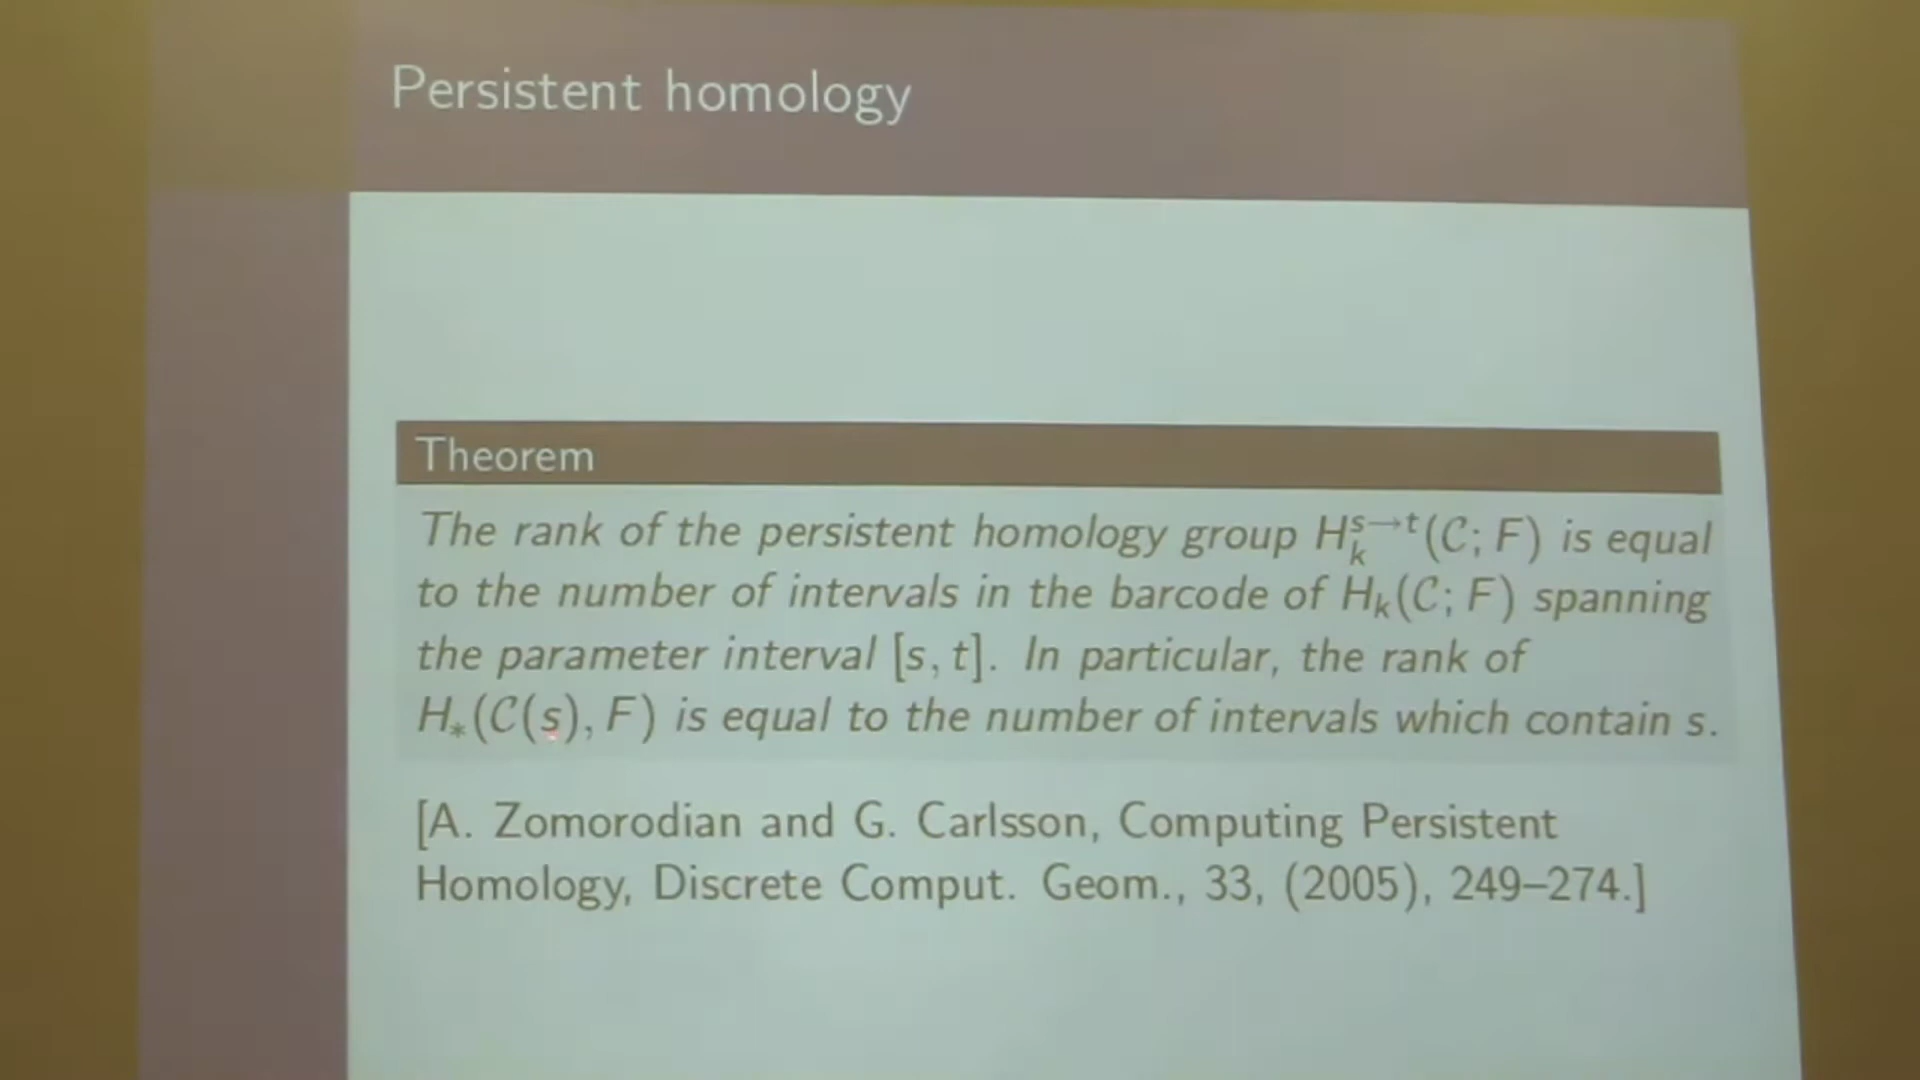 Persistent homology
Theorem
The rank of the persistent homology group H_k^{s→t}(C; F) is equal
to the number of intervals in the barcode of H_k(C; F) spanning
the parameter interval [s, t]. In particular, the rank of
H_*(C(s), F) is equal to the number of intervals which contain s.
[A. Zomorodian and G. Carlsson, Computing Persistent
Homology, Discrete Comput. Geom., 33, (2005), 249–274.]